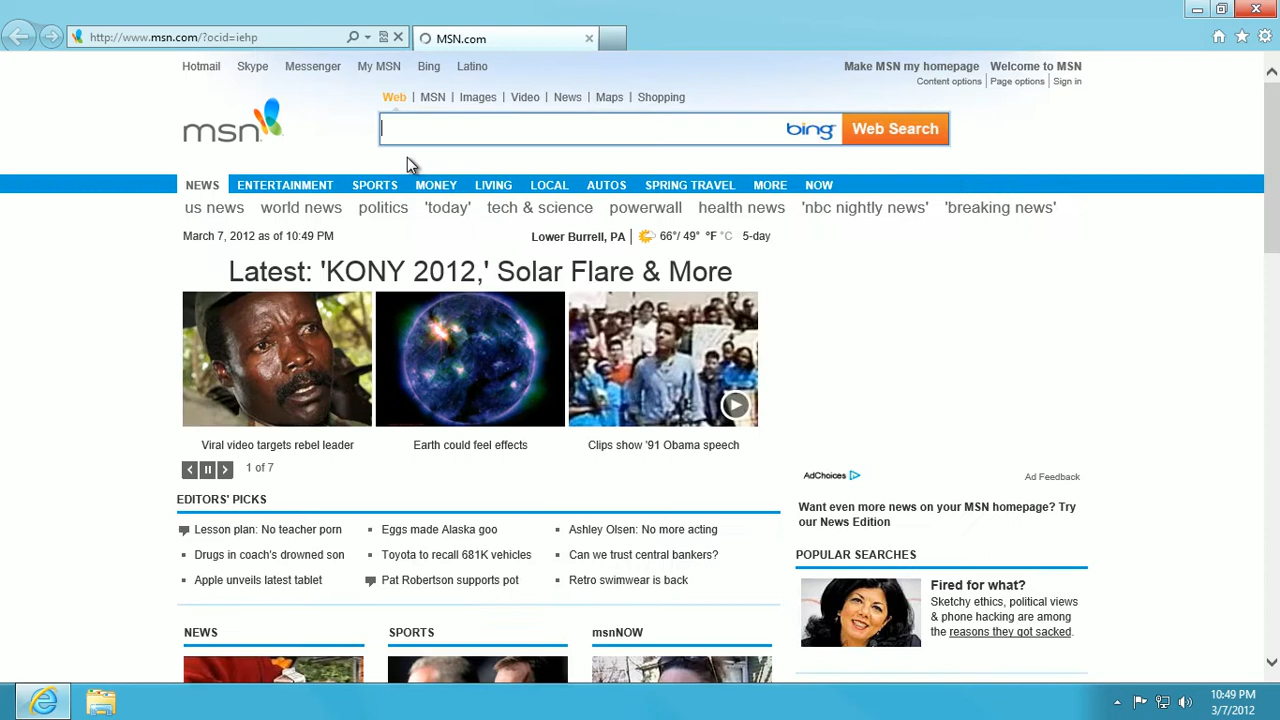 http://www.msn.com/?ocid=iehp
MSN.com
Hotmail Skype Messenger My MSN Bing Latino
Make MSN my homepage Welcome to MSN
Content options Page options Sign in
Web MSN Images Video News Maps Shopping
msn
bing Web Search
NEWS ENTERTAINMENT SPORTS MONEY LIVING LOCAL AUTOS SPRING TRAVEL MORE NOW
us news world news politics 'today' tech & science powerwall health news 'nbc nightly news' 'breaking news'
March 7, 2012 as of 10:49 PM
Lower Burrell, PA 66°/ 49° °F °C 5-day
Latest: 'KONY 2012,' Solar Flare & More
Viral video targets rebel leader
Earth could feel effects
Clips show '91 Obama speech
1 of 7
AdChoices
Ad Feedback
EDITORS' PICKS
Lesson plan: No teacher porn
Eggs made Alaska goo
Ashley Olsen: No more acting
Drugs in coach's drowned son
Toyota to recall 681K vehicles
Can we trust central bankers?
Apple unveils latest tablet
Pat Robertson supports pot
Retro swimwear is back
Want even more news on your MSN homepage? Try
our News Edition
POPULAR SEARCHES
Fired for what?
Sketchy ethics, political views
& phone hacking are among
the reasons they got sacked.
NEWS
SPORTS
msnNOW
10:49 PM
3/7/2012